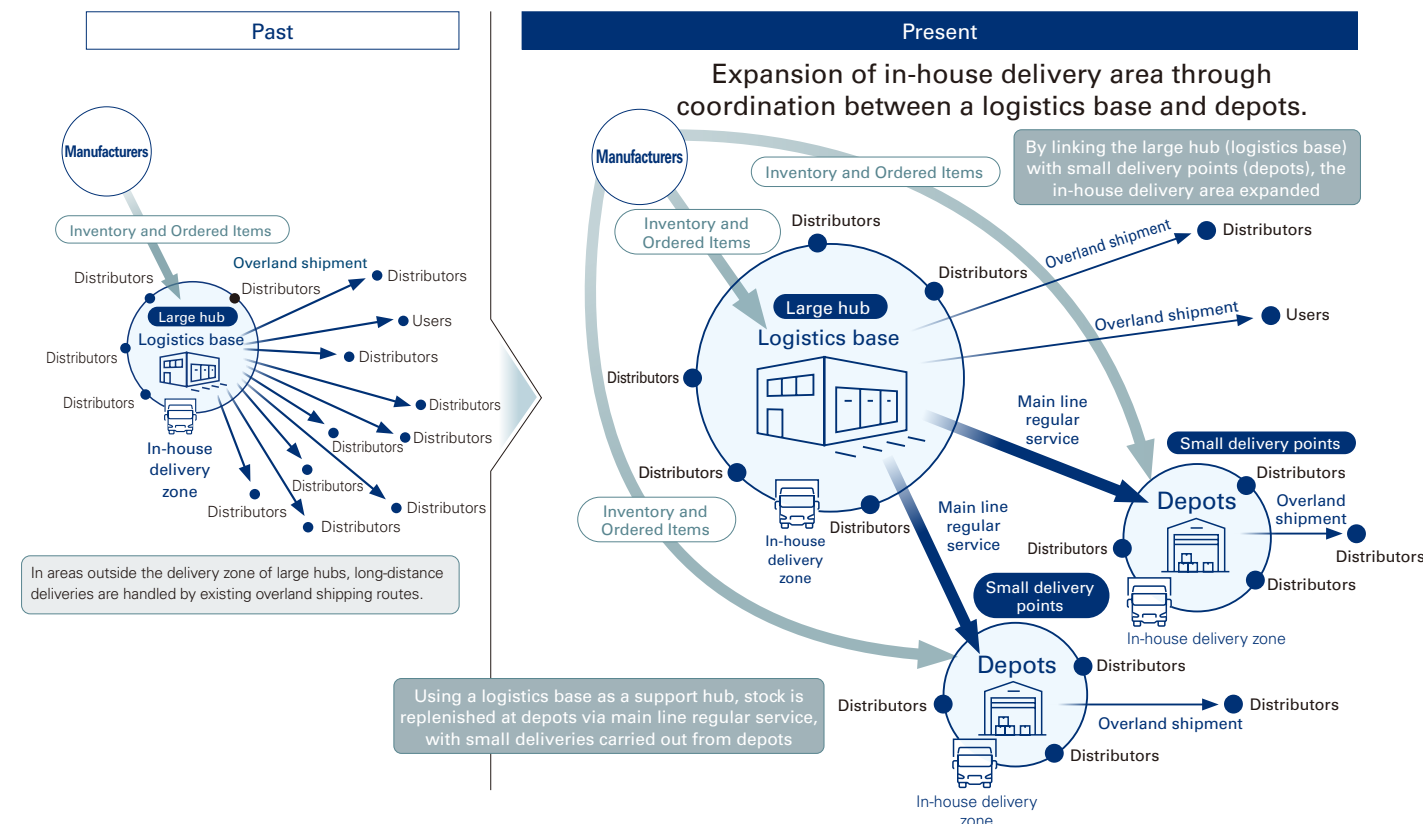 Past
Manufacturers
Inventory and Ordered Items
Overland shipment
Distributors
Distributors
Distributors
Large hub
Logistics base
Users
Distributors
Distributors
Distributors
Distributors
Distributors
Distributors
In-house
delivery
zone
Distributors
Distributors
Distributors
Distributors
In areas outside the delivery zone of large hubs, long-distance
deliveries are handled by existing overland shipping routes.
Present
Expansion of in-house delivery area through
coordination between a logistics base and depots.
Manufacturers
Inventory and Ordered Items
By linking the large hub (logistics base)
with small delivery points (depots), the
in-house delivery area expanded
Inventory and
Ordered Items
Distributors
Overland shipment
Distributors
Distributors
Large hub
Logistics base
Overland shipment
Users
Distributors
Main line
regular
service
Small delivery points
Distributors
Distributors
Depots
Overland
shipment
Inventory and
Ordered Items
Distributors
Main line
regular
service
In-house
delivery
zone
Distributors
Distributors
Distributors
Small delivery
points
In-house delivery zone
Depots
Distributors
Using a logistics base as a support hub, stock is
replenished at depots via main line regular service,
with small deliveries carried out from depots
Distributors
Distributors
Overland shipment
Distributors
In-house delivery
zone